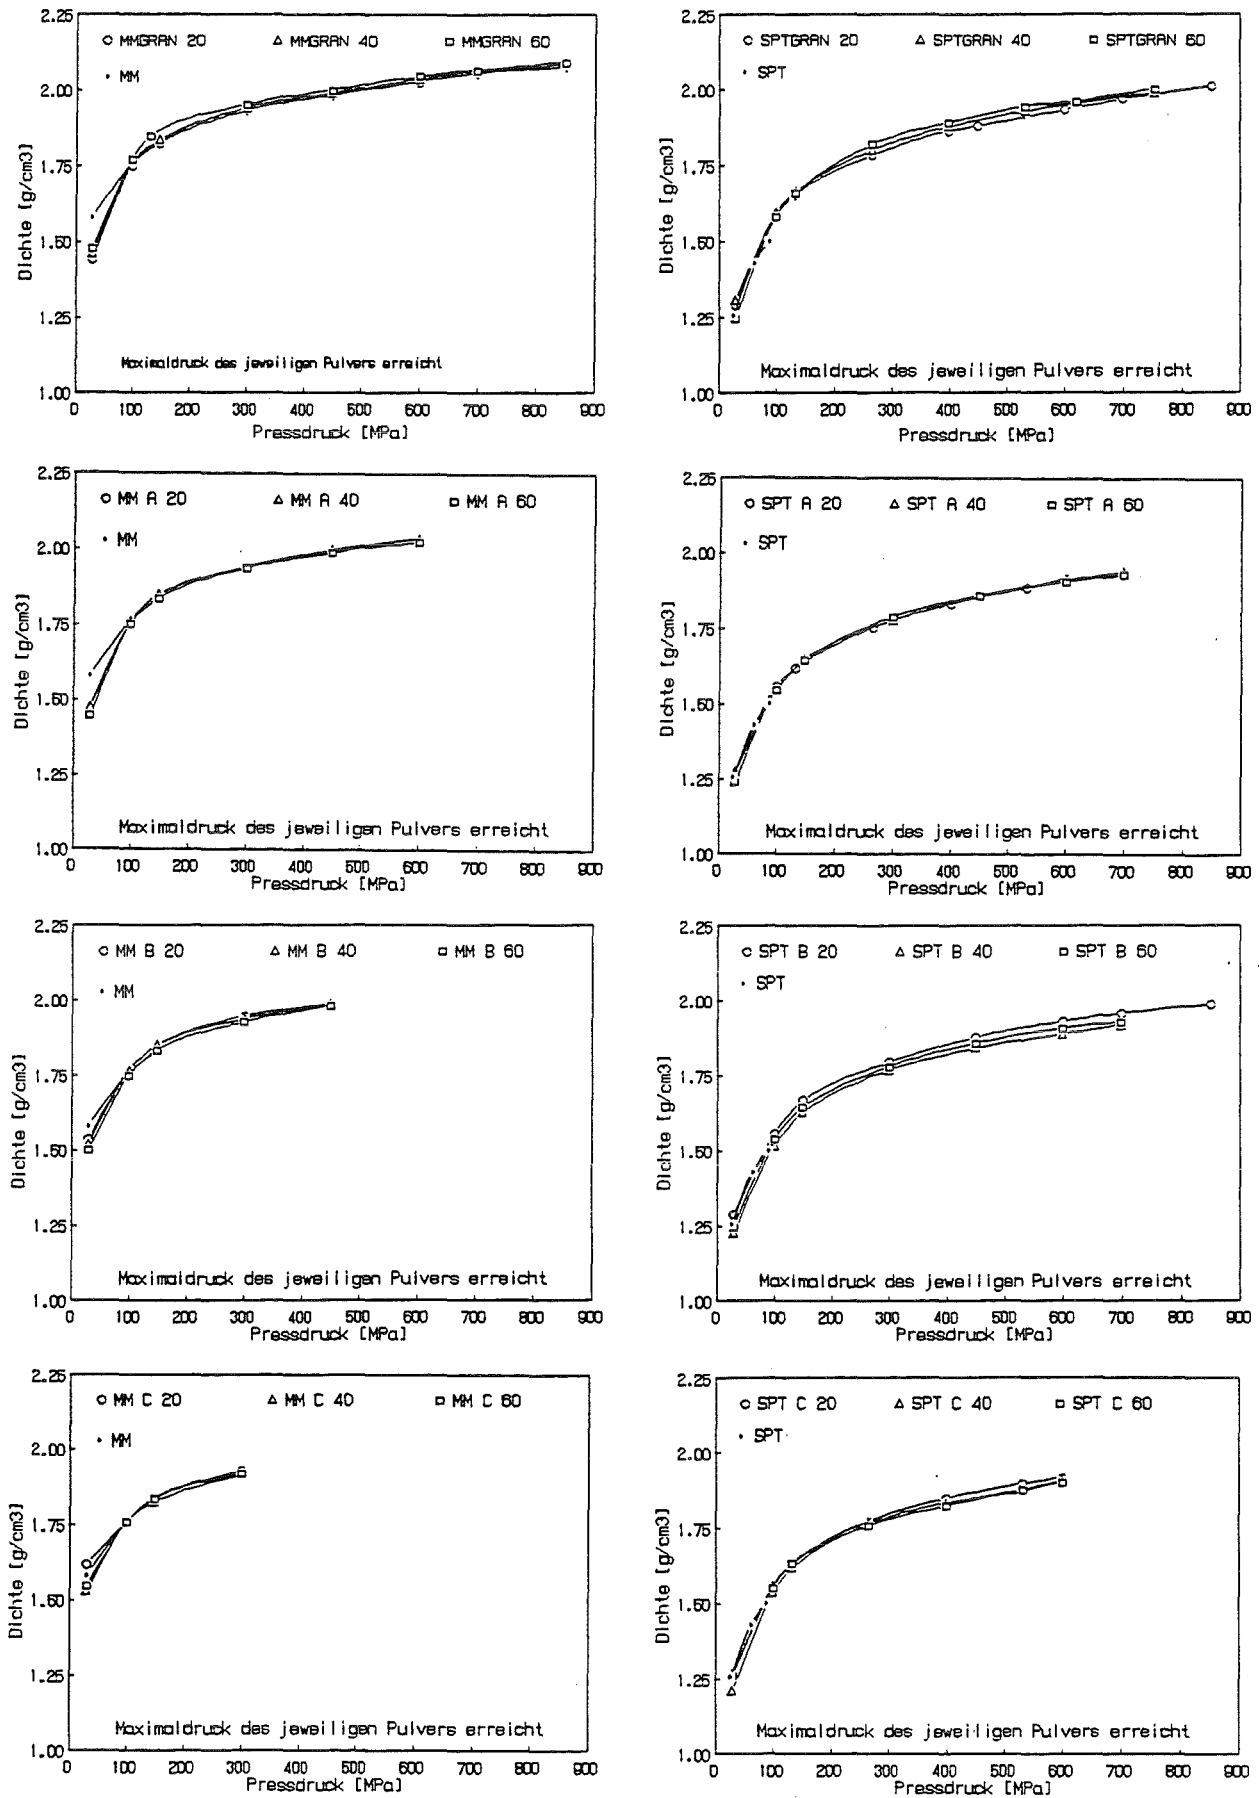 2.25
○ MMGRAN 20 △ MMGRAN 40 □ MMGRAN 60
· MM
2.00
1.75
1.50
1.25
1.00
Dichte [g/cm3]
Maximaldruck des jeweiligen Pulvers erreicht
0 100 200 300 400 500 600 700 800 900
Pressdruck [MPa]
2.25
○ SPTGRAN 20 △ SPTGRAN 40 □ SPTGRAN 60
· SPT
2.00
1.75
1.50
1.25
1.00
Dichte [g/cm3]
Maximaldruck des jeweiligen Pulvers erreicht
0 100 200 300 400 500 600 700 800 900
Pressdruck [MPa]
2.25
○ MM A 20 △ MM A 40 □ MM A 60
· MM
2.00
1.75
1.50
1.25
1.00
Dichte [g/cm3]
Maximaldruck des jeweiligen Pulvers erreicht
0 100 200 300 400 500 600 700 800 900
Pressdruck [MPa]
2.25
○ SPT A 20 △ SPT A 40 □ SPT A 60
· SPT
2.00
1.75
1.50
1.25
1.00
Dichte [g/cm3]
Maximaldruck des jeweiligen Pulvers erreicht
0 100 200 300 400 500 600 700 800 900
Pressdruck [MPa]
2.25
○ MM B 20 △ MM B 40 □ MM B 60
· MM
2.00
1.75
1.50
1.25
1.00
Dichte [g/cm3]
Maximaldruck des jeweiligen Pulvers erreicht
0 100 200 300 400 500 600 700 800 900
Pressdruck [MPa]
2.25
○ SPT B 20 △ SPT B 40 □ SPT B 60
· SPT
2.00
1.75
1.50
1.25
1.00
Dichte [g/cm3]
Maximaldruck des jeweiligen Pulvers erreicht
0 100 200 300 400 500 600 700 800 900
Pressdruck [MPa]
2.25
○ MM C 20 △ MM C 40 □ MM C 60
· MM
2.00
1.75
1.50
1.25
1.00
Dichte [g/cm3]
Maximaldruck des jeweiligen Pulvers erreicht
0 100 200 300 400 500 600 700 800 900
Pressdruck [MPa]
2.25
○ SPT C 20 △ SPT C 40 □ SPT C 60
· SPT
2.00
1.75
1.50
1.25
1.00
Dichte [g/cm3]
Maximaldruck des jeweiligen Pulvers erreicht
0 100 200 300 400 500 600 700 800 900
Pressdruck [MPa]